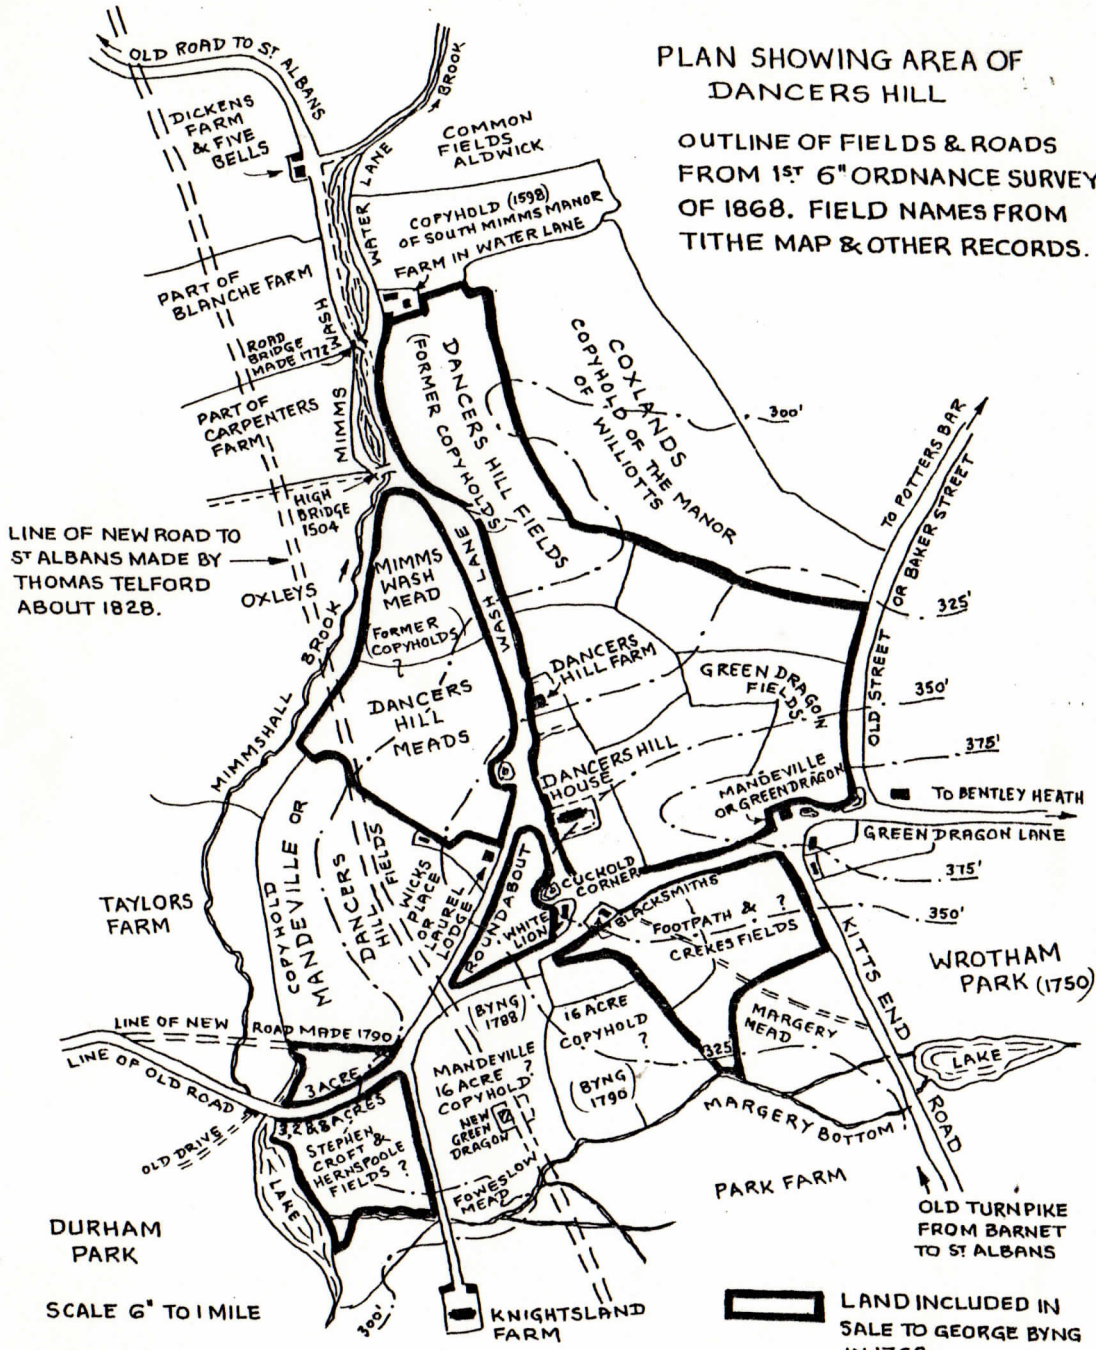 PLAN SHOWING AREA OF
DANCERS HILL
OUTLINE OF FIELDS & ROADS
FROM 1ST 6" ORDNANCE SURVEY
OF 1868. FIELD NAMES FROM
TITHE MAP & OTHER RECORDS.
OLD ROAD TO ST. ALBANS
BROOK
DICKENS
FARM
& FIVE
BELLS
COMMON
FIELDS
ALDWICK
WATER LANE
COPYHOLD (1598)
OF SOUTH MIMMS MANOR
FARM IN WATER LANE
PART OF
BLANCHE FARM
MIMMS WASH
ROAD
BRIDGE
MADE 1772
PART OF
CARPENTERS
FARM
HIGH
BRIDGE
1504
DANCERS HILL FIELDS
(FORMER COPYHOLDS)
COXLANDS
COPYHOLD OF THE MANOR
OF
WILLIOTTS
300'
TO POTTERS BAR
OR BAKER STREET
OLD STREET
325'
LINE OF NEW ROAD TO
ST ALBANS MADE BY
THOMAS TELFORD
ABOUT 1828.
OXLEYS
MIMMSHALL BROOK
MIMMS
WASH
MEAD
(FORMER
COPYHOLDS)
?
WASH LANE
DANCERS
HILL
MEADS
DANCERS
HILL FARM
GREEN DRAGON
FIELDS
350'
375'
DANCERS HILL
HOUSE
MANDEVILLE
OR GREEN DRAGON
TO BENTLEY HEATH
GREEN DRAGON LANE
375'
350'
TAYLORS
FARM
COPYHOLD
MANDEVILLE OR
DANCERS
HILL FIELDS
WICKS
PLACE
OR
LAUREL
LODGE
ROUNDABOUT
WHITE
LION
CUCKOLD
CORNER
BLACKSMITHS
FOOTPATH & ?
CREKES FIELDS
WROTHAM
PARK (1750)
KITTS END ROAD
LINE OF NEW ROAD MADE 1790
LINE OF OLD ROAD
3 ACRE
(BYNG
1788)
MANDEVILLE
16 ACRE ?
COPYHOLD
NEW
GREEN
DRAGON
16 ACRE
COPYHOLD
?
(BYNG
1790)
325
MARGERY
MEAD
LAKE
MARGERY BOTTOM
OLD DRIVE
3,2 & 8 ACRES
STEPHEN
CROFT &
HERNSPOOLE
FIELDS ?
LAKE
FOWESLOW
MEAD
PARK FARM
OLD TURNPIKE
FROM BARNET
TO ST ALBANS
DURHAM
PARK
SCALE 6" TO 1 MILE
300'
KNIGHTSLAND
FARM
LAND INCLUDED IN
SALE TO GEORGE BYNG